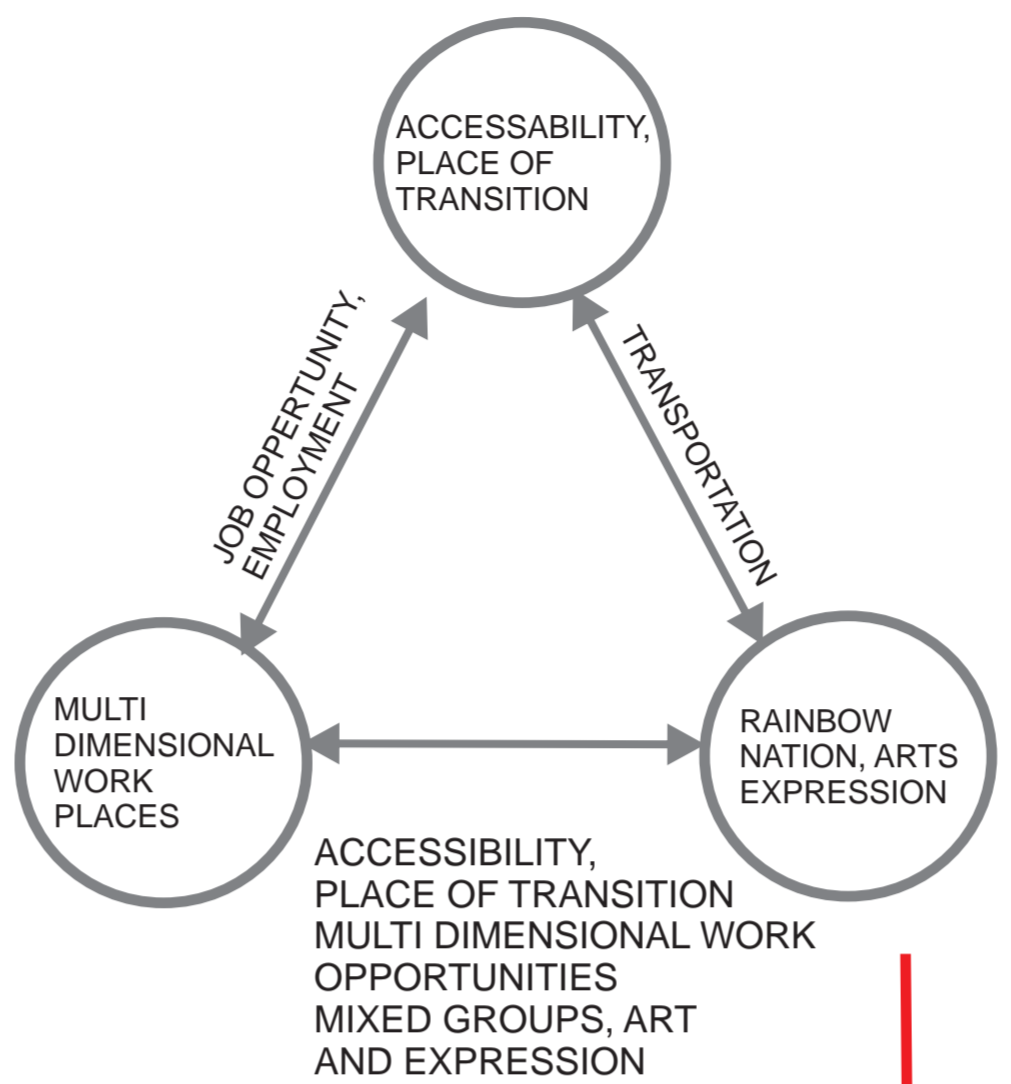 ACCESSABILITY,
PLACE OF
TRANSITION
JOB OPPERTUNITY,
EMPLOYMENT
TRANSPORTATION
MULTI
DIMENSIONAL
WORK
PLACES
RAINBOW
NATION, ARTS
EXPRESSION
ACCESSIBILITY,
PLACE OF TRANSITION
MULTI DIMENSIONAL WORK
OPPORTUNITIES
MIXED GROUPS, ART
AND EXPRESSION